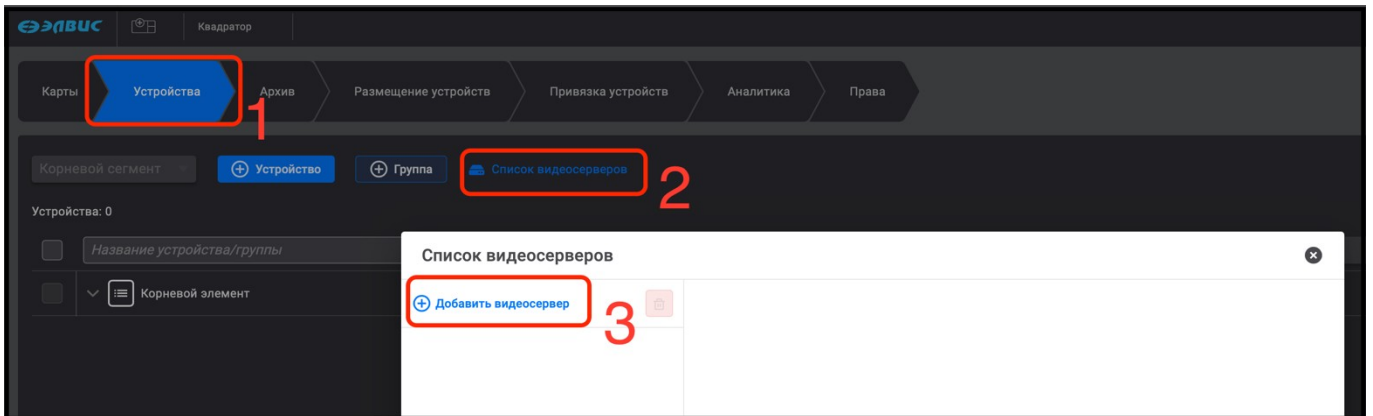 ЭЛВИС
Квадратор
Карты Устройства Архив Размещение устройств Привязка устройств Аналитика Права
1
Корневой сегмент Устройство Группа Список видеосерверов
2
Устройства: 0
Название устройства/группы
Список видеосерверов
Корневой элемент
Добавить видеосервер
3